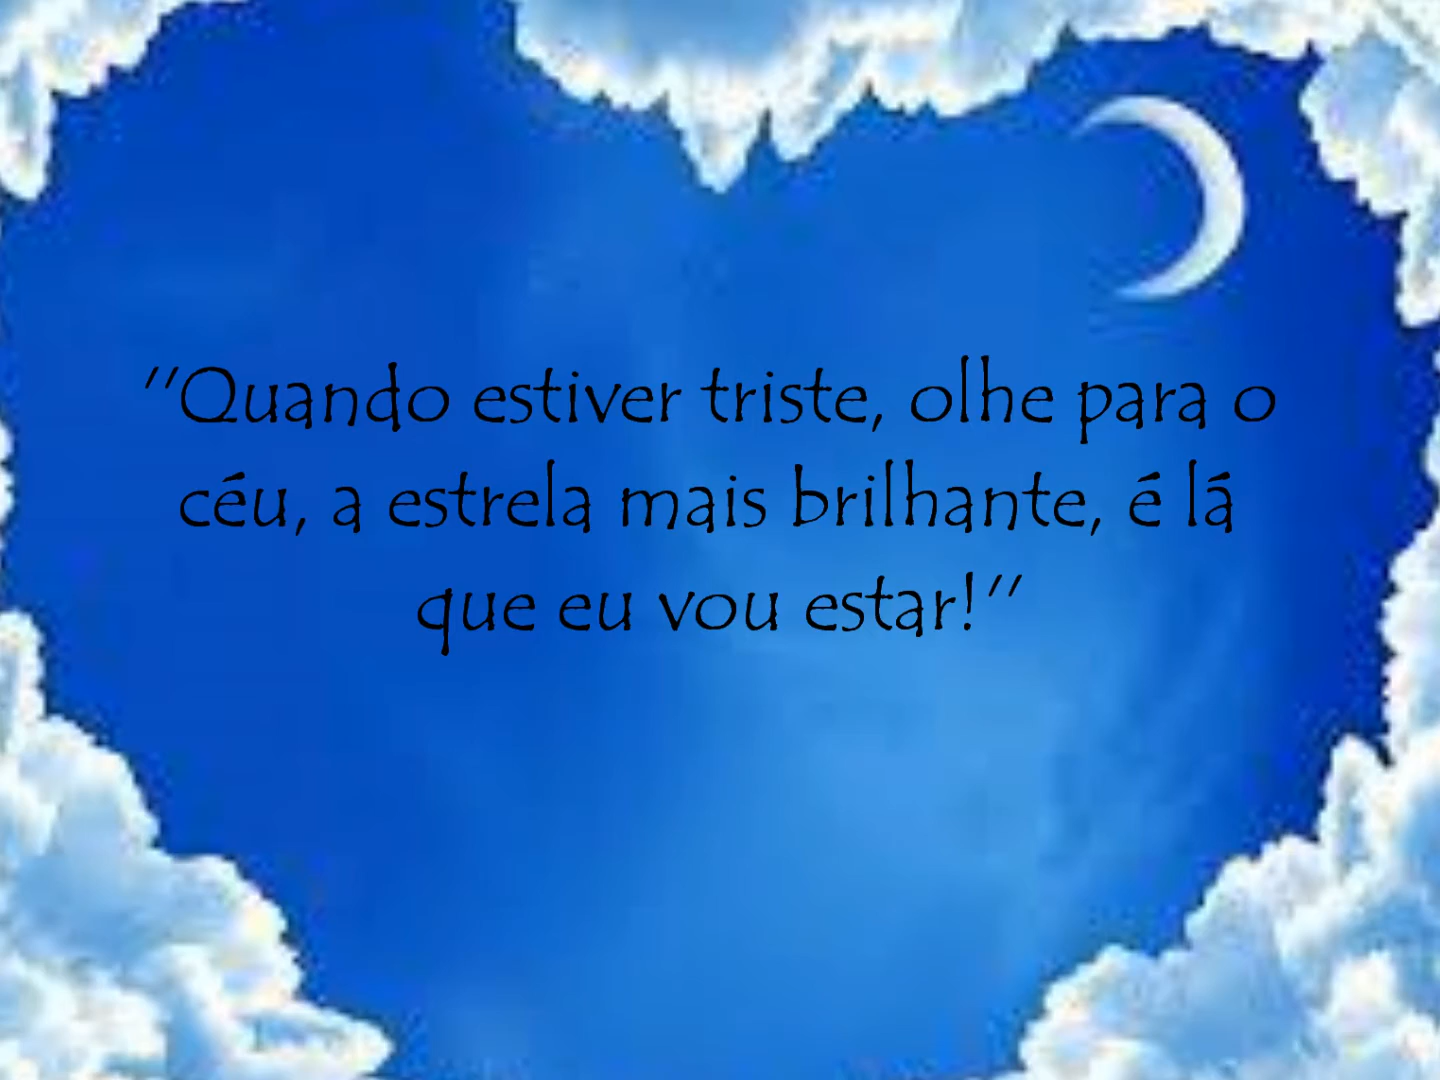 "Quando estiver triste, olhe para o
céu, a estrela mais brilhante, é lá
que eu vou estar!"